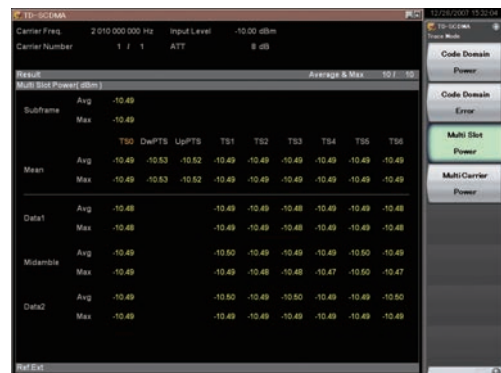 TD-SCDMA
12/26/2007 15:32:04
Carrier Freq. 2 010 000 000 Hz Input Level -10.00 dBm
Carrier Number 1 / 1 ATT 8 dB
Result Average & Max 10 / 10
Multi Slot Power( dBm )
Subframe
Avg -10.49
Max -10.49
TS0 DwPTS UpPTS TS1 TS2 TS3 TS4 TS5 TS6
Mean
Avg -10.49 -10.53 -10.52 -10.49 -10.49 -10.49 -10.49 -10.49 -10.49
Max -10.49 -10.53 -10.52 -10.49 -10.49 -10.49 -10.49 -10.49 -10.49
Data1
Avg -10.48 -10.49 -10.49 -10.48 -10.49 -10.49 -10.48
Max -10.48 -10.49 -10.49 -10.48 -10.49 -10.49 -10.48
Midamble
Avg -10.49 -10.50 -10.49 -10.49 -10.49 -10.50 -10.49
Max -10.49 -10.49 -10.48 -10.48 -10.47 -10.50 -10.47
Data2
Avg -10.49 -10.50 -10.49 -10.50 -10.49 -10.49 -10.50
Max -10.49 -10.49 -10.49 -10.49 -10.49 -10.49 -10.49
Ref.Ext
TD-SCDMA
Trace Mode
Code Domain
Power
Code Domain
Error
Multi Slot
Power
Multi Carrier
Power